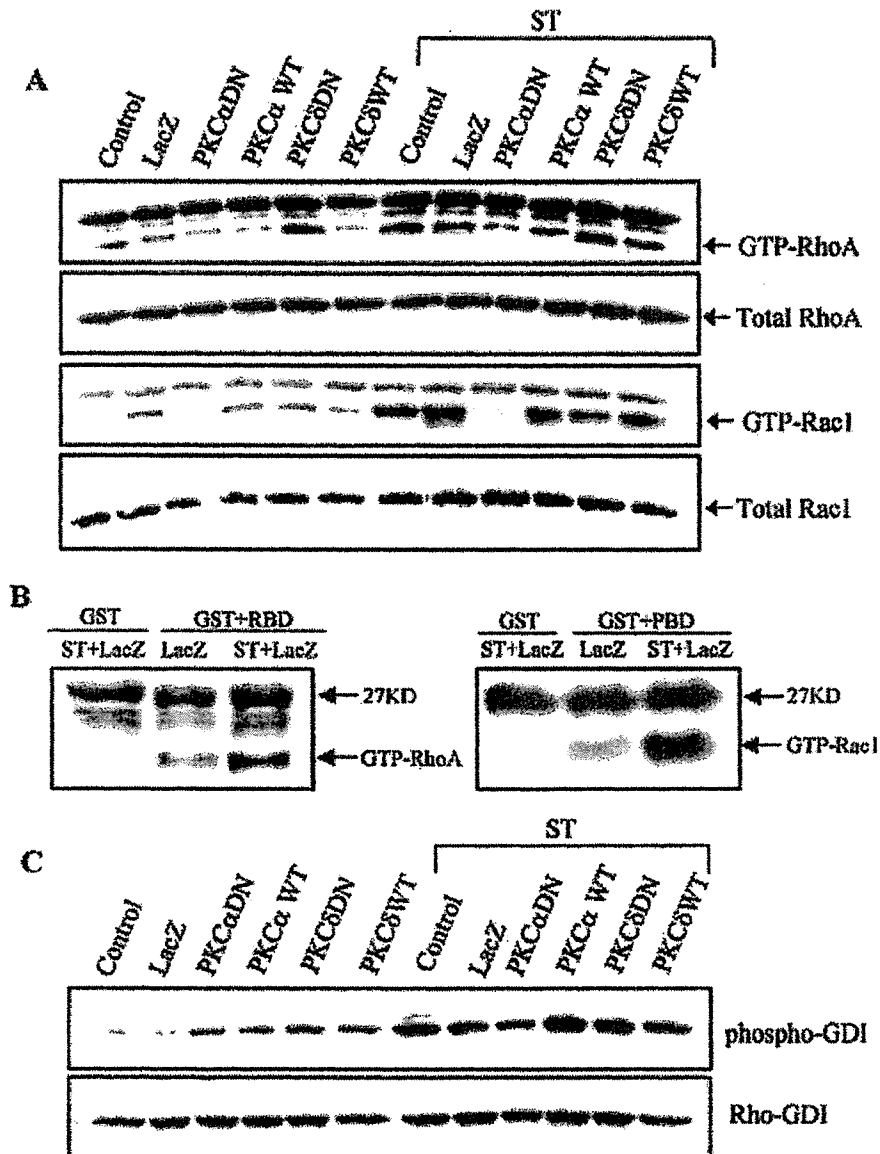 ST
A
Control LacZ PKCαDN PKCα WT PKCδDN PKCδWT Control LacZ PKCαDN PKCα WT PKCδDN PKCδWT
GTP-RhoA
Total RhoA
GTP-Rac1
Total Rac1
B
GST GST+RBD GST GST+PBD
ST+LacZ LacZ ST+LacZ ST+LacZ LacZ ST+LacZ
27KD 27KD
GTP-RhoA GTP-Rac1
ST
C
Control LacZ PKCαDN PKCα WT PKCδDN PKCδWT Control LacZ PKCαDN PKCα WT PKCδDN PKCδWT
phospho-GDI
Rho-GDI